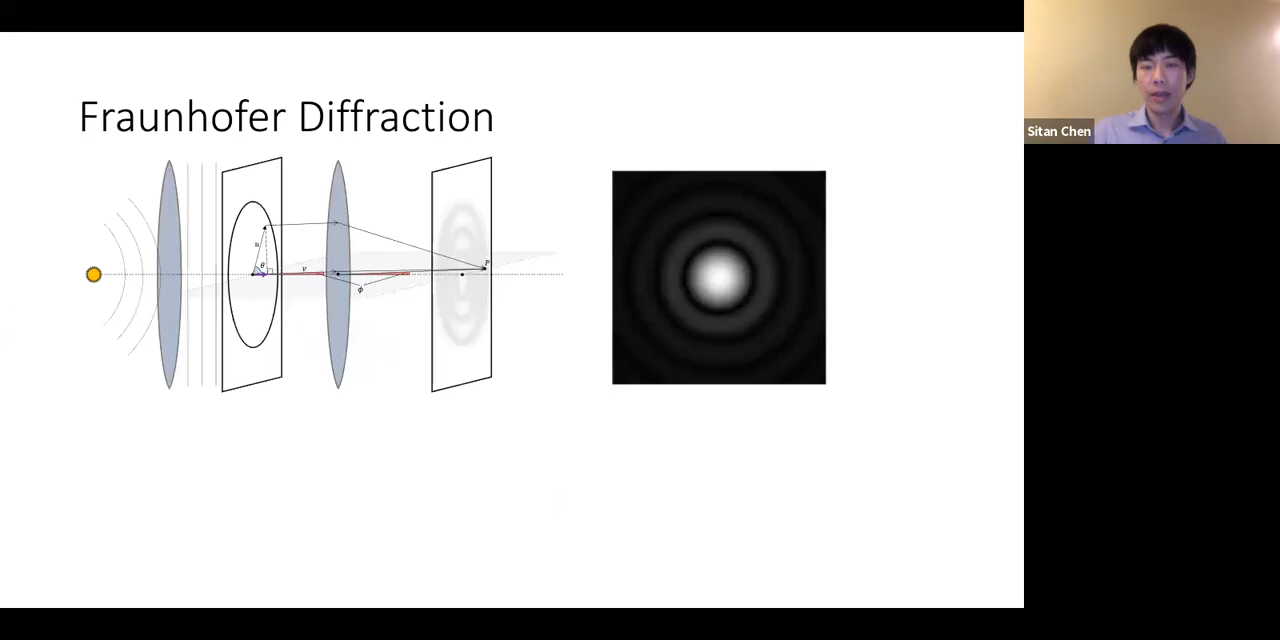 Fraunhofer Diffraction
u
θ
v
ϕ
P
Sitan Chen